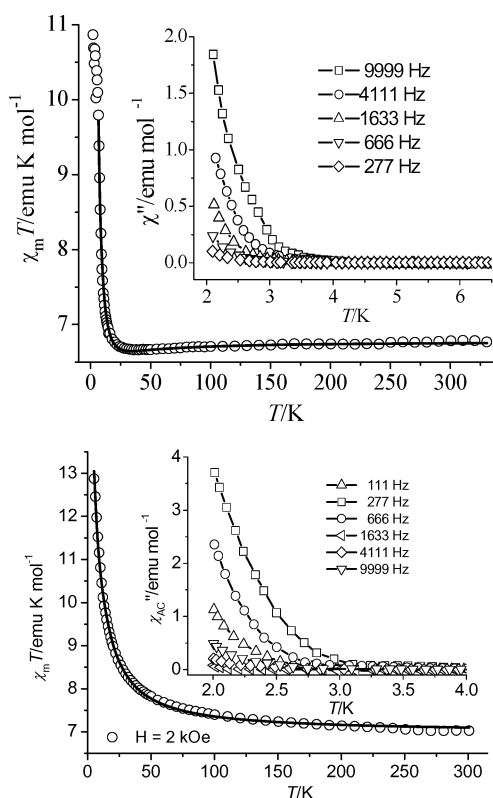 11
10
9
8
7
χₘT/emu K mol⁻¹
0 50 100 150 200 250 300
T/K
2.0
1.5
1.0
0.5
0.0
χ"/emu mol⁻¹
9999 Hz
4111 Hz
1633 Hz
666 Hz
277 Hz
2 3 4 5 6
T/K
13
12
11
10
9
8
7
χₘT/emu K mol⁻¹
H = 2 kOe
0 50 100 150 200 250 300
T/K
4
3
2
1
0
χAC"/emu mol⁻¹
111 Hz
277 Hz
666 Hz
1633 Hz
4111 Hz
9999 Hz
2.0 2.5 3.0 3.5 4.0
T/K